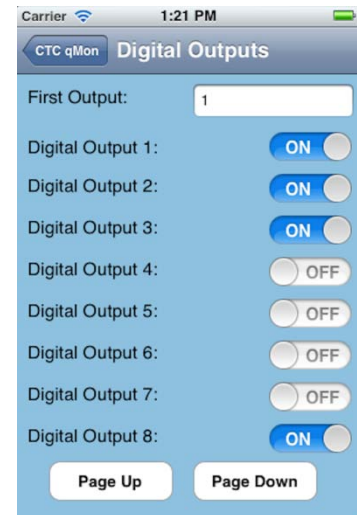 Carrier 1:21 PM
CTC qMon Digital Outputs
First Output: 1
Digital Output 1: ON
Digital Output 2: ON
Digital Output 3: ON
Digital Output 4: OFF
Digital Output 5: OFF
Digital Output 6: OFF
Digital Output 7: OFF
Digital Output 8: ON
Page Up Page Down